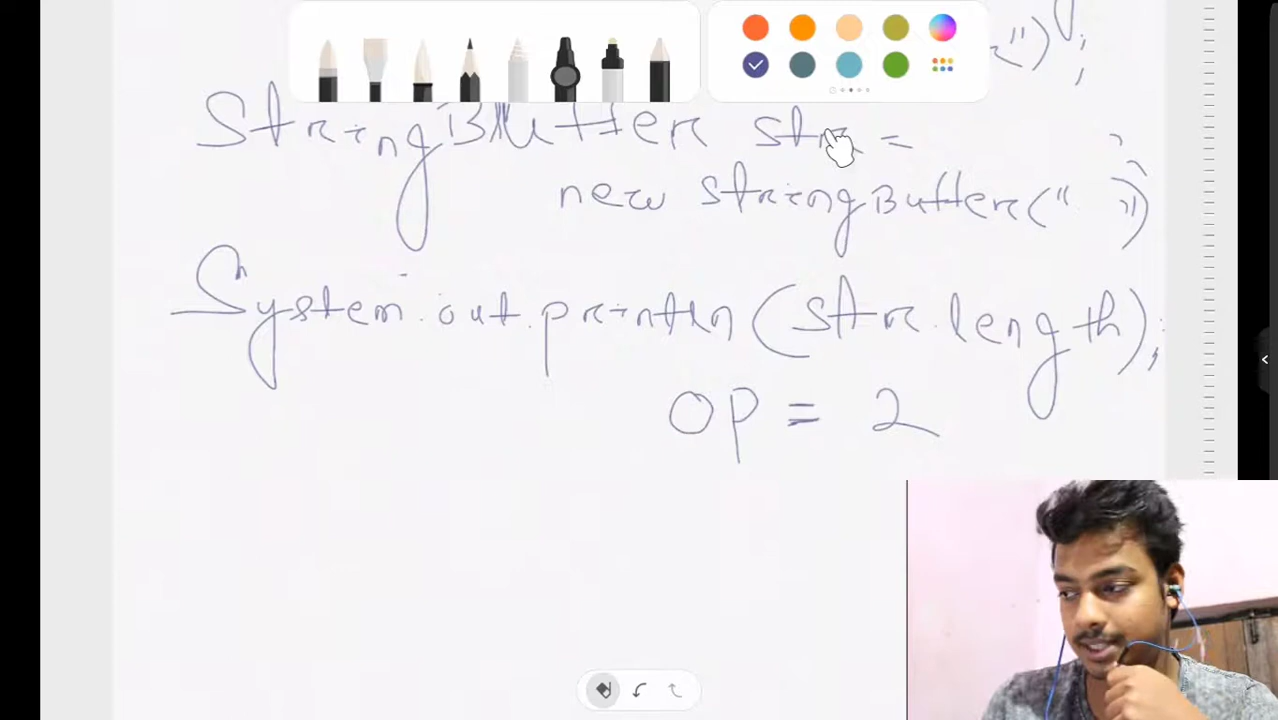 ");
StringBuffer str =
new StringBuffer(" ")
System.out.println(str.length);
OP = 2